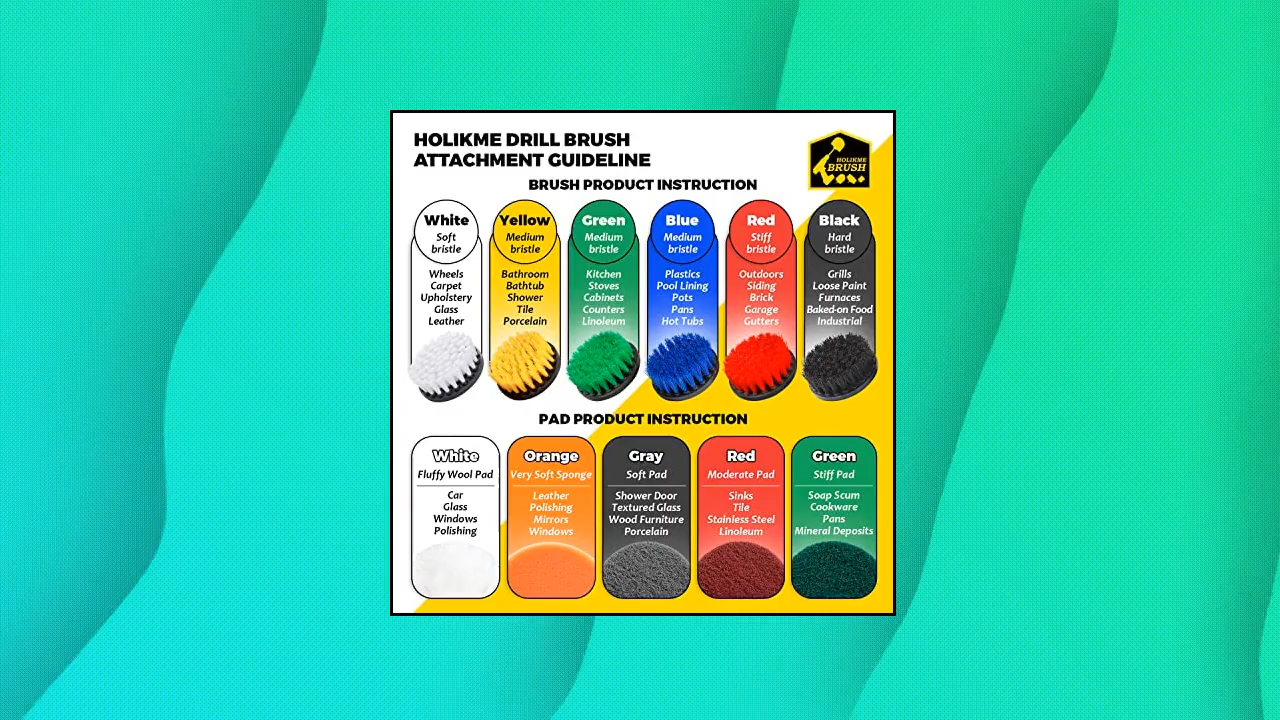 HOLIKME DRILL BRUSH
ATTACHMENT GUIDELINE
HOLIKME
BRUSH
BRUSH PRODUCT INSTRUCTION
White
Soft
bristle
Wheels
Carpet
Upholstery
Glass
Leather
Yellow
Medium
bristle
Bathroom
Bathtub
Shower
Tile
Porcelain
Green
Medium
bristle
Kitchen
Stoves
Cabinets
Counters
Linoleum
Blue
Medium
bristle
Plastics
Pool Lining
Pots
Pans
Hot Tubs
Red
Stiff
bristle
Outdoors
Siding
Brick
Garage
Gutters
Black
Hard
bristle
Grills
Loose Paint
Furnaces
Baked-on Food
Industrial
PAD PRODUCT INSTRUCTION
White
Fluffy Wool Pad
Car
Glass
Windows
Polishing
Orange
Very Soft Sponge
Leather
Polishing
Mirrors
Windows
Gray
Soft Pad
Shower Door
Textured Glass
Wood Furniture
Porcelain
Red
Moderate Pad
Sinks
Tile
Stainless Steel
Linoleum
Green
Stiff Pad
Soap Scum
Cookware
Pans
Mineral Deposits